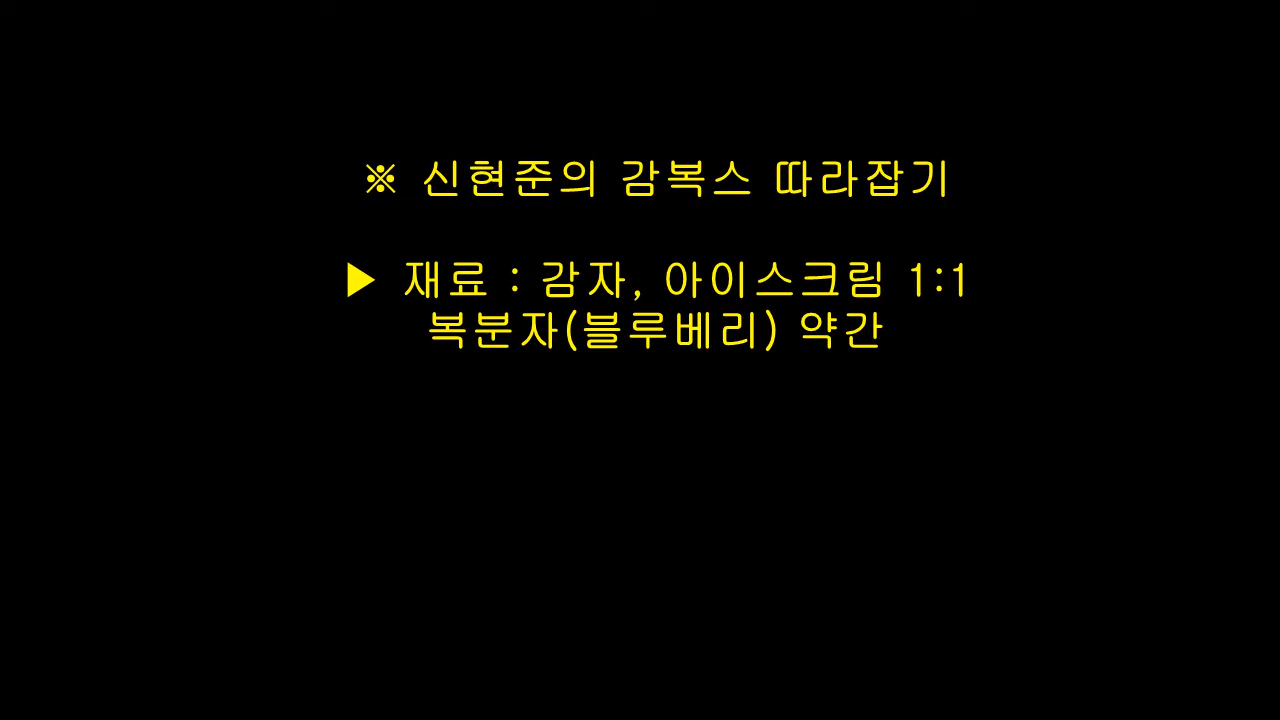 ※ 신현준의 감복스 따라잡기
▶ 재료 : 감자, 아이스크림 1:1
복분자(블루베리) 약간